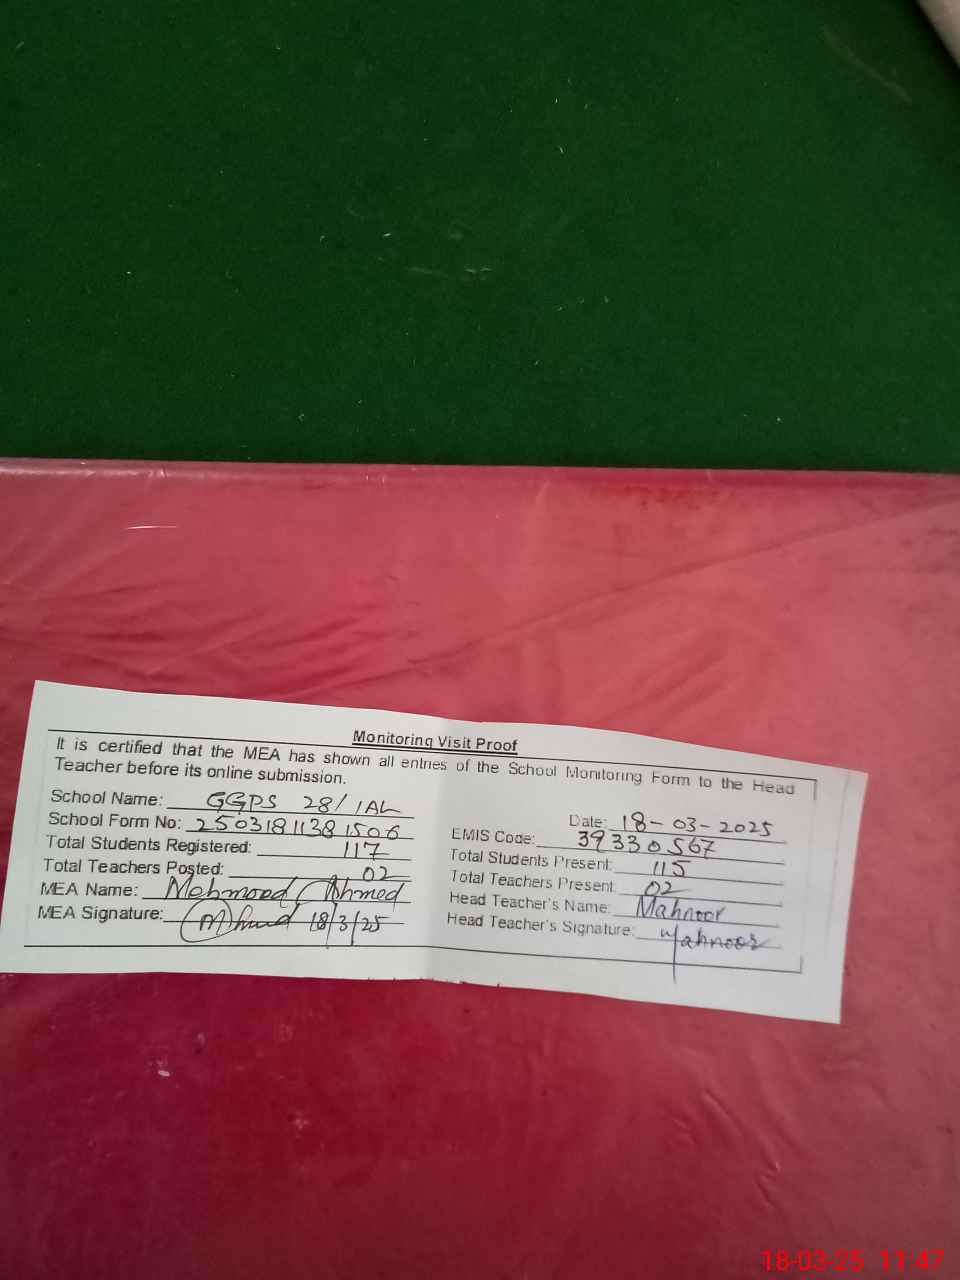 Monitoring Visit Proof
It is certified that the MEA has shown all entries of the School Monitoring Form to the Head
Teacher before its online submission.
School Name: GGPS 28/1AL
Date: 18-03-2025
School Form No: 25031811381506
EMIS Code: 39330567
Total Students Registered: 117
Total Students Present: 115
Total Teachers Posted: 02
Total Teachers Present: 02
MEA Name: Mehmood Ahmed
Head Teacher's Name: Mahnoor
MEA Signature: 18/3/25
Head Teacher's Signature: Mahnoor
18-03-25 11:47